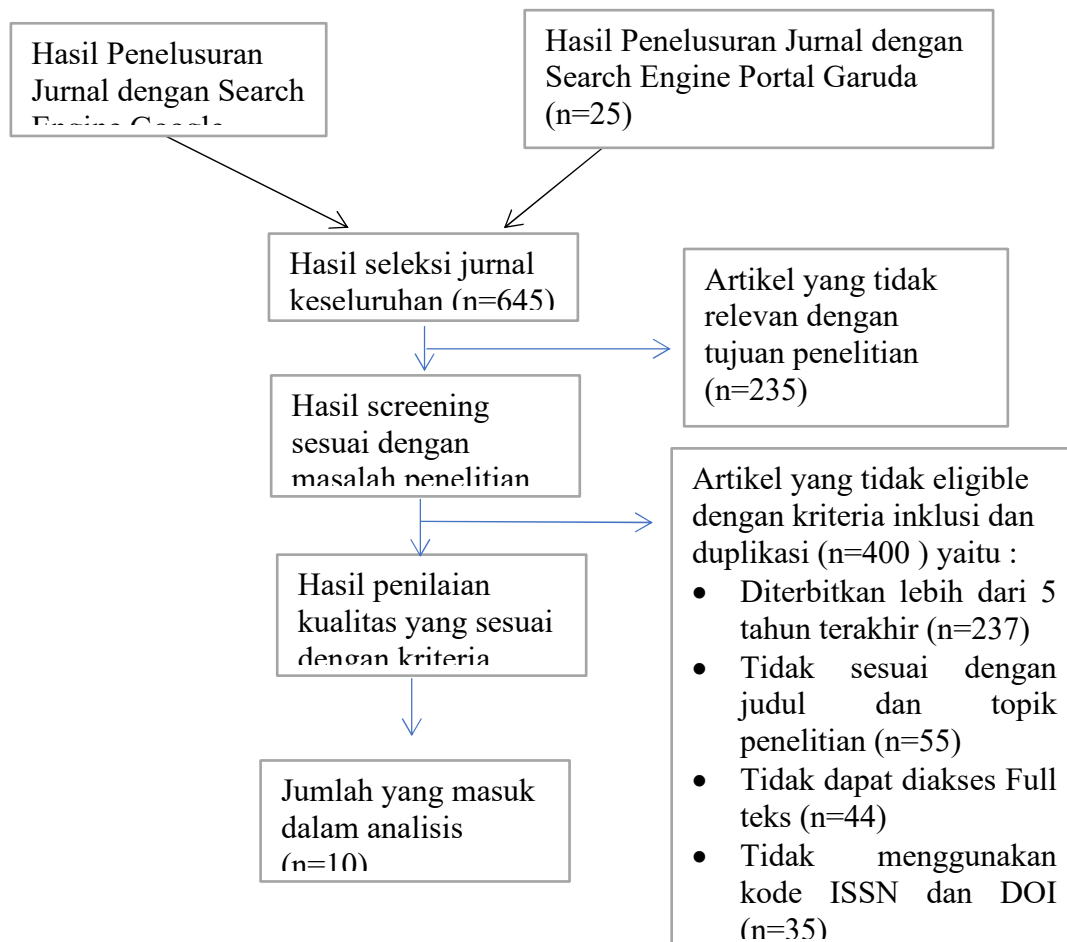 Hasil Penelusuran
Jurnal dengan Search
Engine Google
Hasil Penelusuran Jurnal dengan
Search Engine Portal Garuda
(n=25)
Hasil seleksi jurnal
keseluruhan (n=645)
Artikel yang tidak
relevan dengan
tujuan penelitian
(n=235)
Hasil screening
sesuai dengan
masalah penelitian
Artikel yang tidak eligible
dengan kriteria inklusi dan
duplikasi (n=400 ) yaitu :
• Diterbitkan lebih dari 5
tahun terakhir (n=237)
• Tidak sesuai dengan
judul dan topik
penelitian (n=55)
• Tidak dapat diakses Full
teks (n=44)
• Tidak menggunakan
kode ISSN dan DOI
(n=35)
Hasil penilaian
kualitas yang sesuai
dengan kriteria
Jumlah yang masuk
dalam analisis
(n=10)